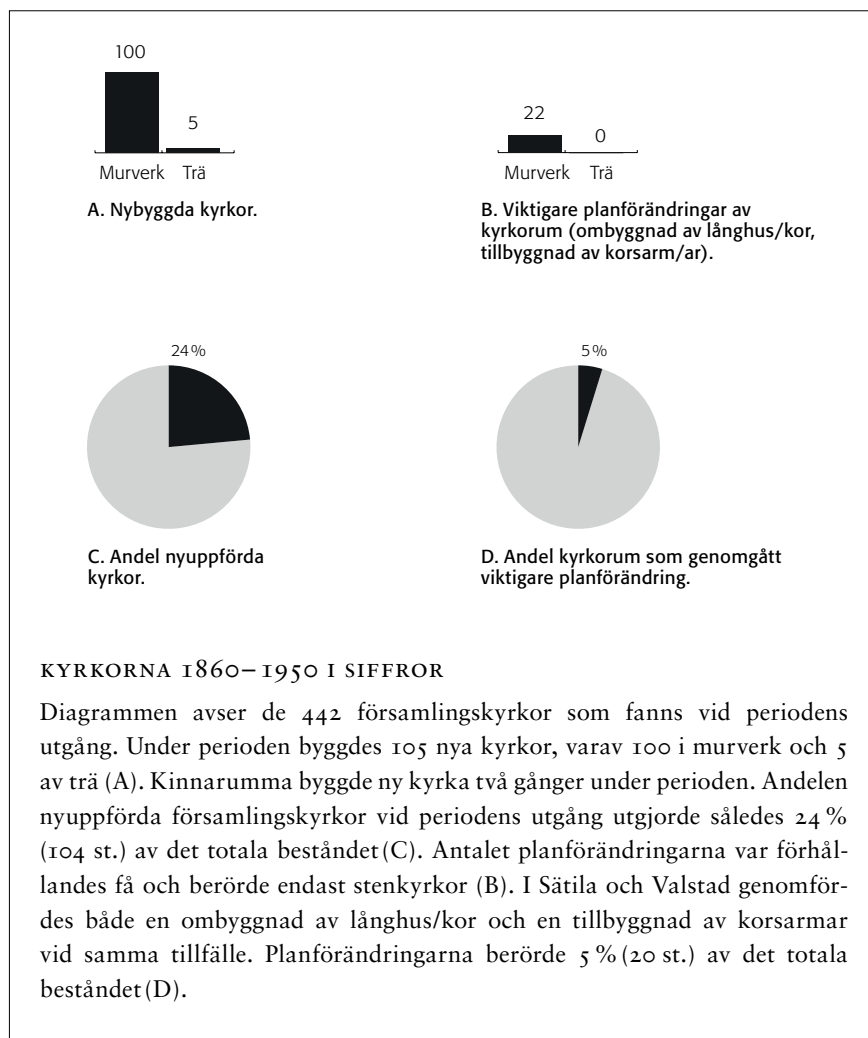 100
5
Murverk Trä
A. Nybyggda kyrkor.
22
0
Murverk Trä
B. Viktigare planförändringar av
kyrkorum (ombyggnad av långhus/kor,
tillbyggnad av korsarm/ar).
24%
C. Andel nyuppförda
kyrkor.
5%
D. Andel kyrkorum som genomgått
viktigare planförändring.
KYRKORNA 1860–1950 I SIFFROR
Diagrammen avser de 442 församlingskyrkor som fanns vid periodens
utgång. Under perioden byggdes 105 nya kyrkor, varav 100 i murverk och 5
av trä (A). Kinnarumma byggde ny kyrka två gånger under perioden. Andelen
nyuppförda församlingskyrkor vid periodens utgång utgjorde således 24 %
(104 st.) av det totala beståndet (C). Antalet planförändringarna var förhål-
landes få och berörde endast stenkyrkor (B). I Sätila och Valstad genomför-
des både en ombyggnad av långhus/kor och en tillbyggnad av korsarmar
vid samma tillfälle. Planförändringarna berörde 5 % (20 st.) av det totala
beståndet (D).